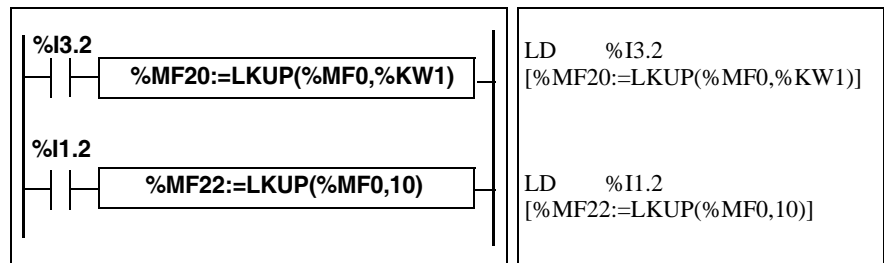 %I3.2
%MF20:=LKUP(%MF0,%KW1)
%I1.2
%MF22:=LKUP(%MF0,10)
LD %I3.2
[%MF20:=LKUP(%MF0,%KW1)]
LD %I1.2
[%MF22:=LKUP(%MF0,10)]